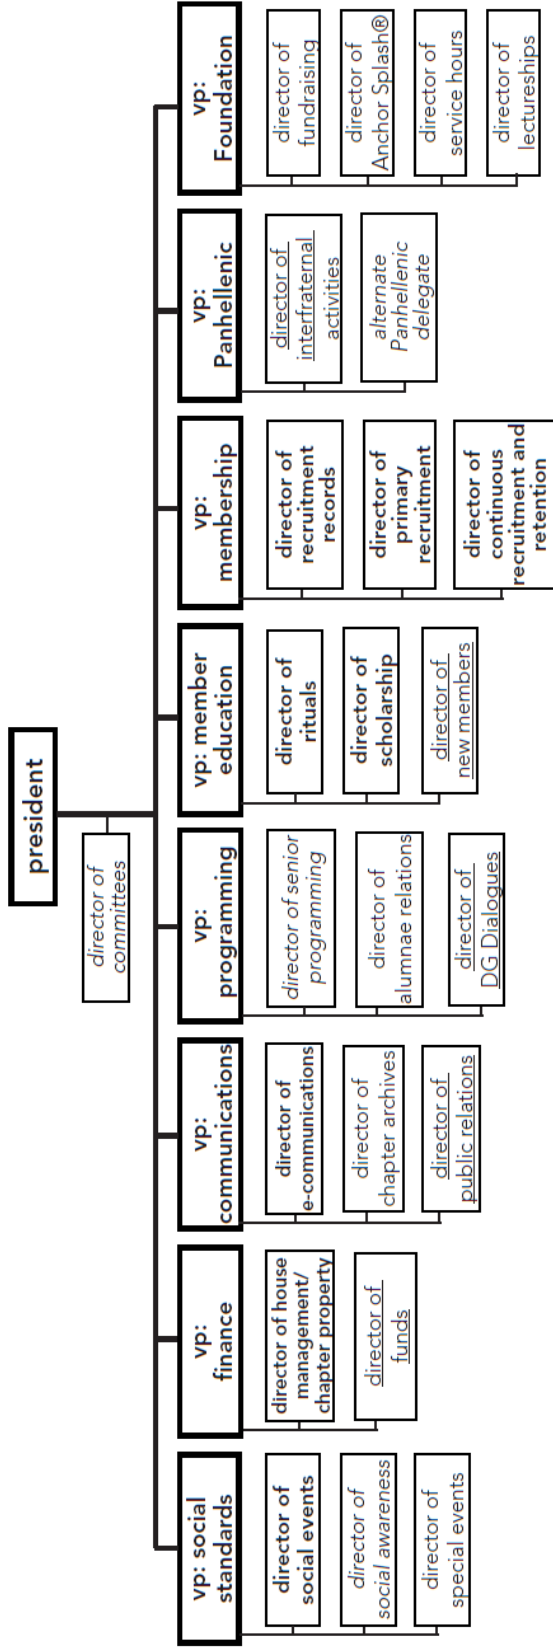 president
director of
committees
vp: social
standards
director of
social events
director of
social awareness
director of
special events
vp:
finance
director of house
management/
chapter property
director of
funds
vp:
communications
director of
e-communications
director of
chapter archives
director of
public relations
vp:
programming
director of senior
programming
director of
alumnae relations
director of
DG Dialogues
vp: member
education
director of
rituals
director of
scholarship
director of
new members
vp:
membership
director of
recruitment
records
director of
primary
recruitment
director of
continuous
recruitment and
retention
vp:
Panhellenic
director of
interfraternal
activities
alternate
Panhellenic
delegate
vp:
Foundation
director of
fundraising
director of
Anchor Splash®
director of
service hours
director of
lectureships